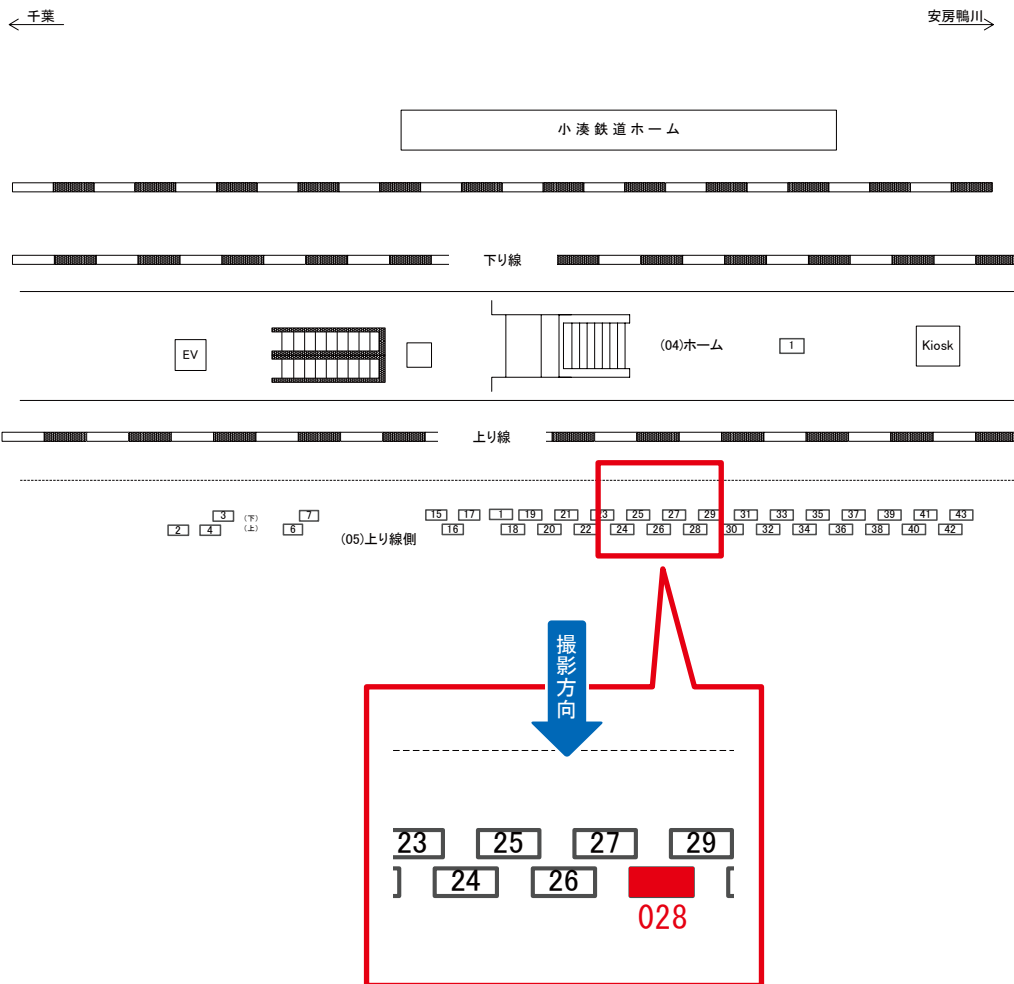 千葉
安房鴨川
小湊鉄道ホーム
下り線
EV
(04)ホーム
1
Kiosk
上り線
3 (下) 7 15 17 1 19 21 23 25 27 29 31 33 35 37 39 41 43
2 4 (上) 6 16 18 20 22 24 26 28 30 32 34 36 38 40 42
(05)上り線側
撮影方向
23 25 27 29
24 26
028